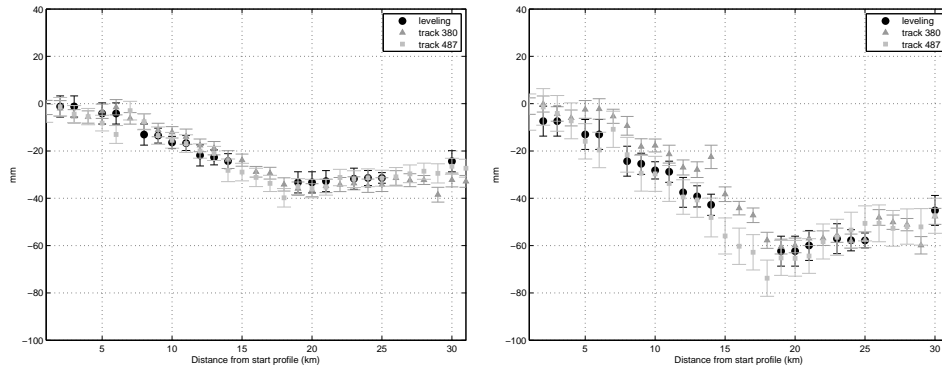 40
20
0
−20
−40
−60
−80
−100
mm
5 10 15 20 25 30
Distance from start profile (km)
leveling
track 380
track 487
40
20
0
−20
−40
−60
−80
−100
mm
5 10 15 20 25 30
Distance from start profile (km)
leveling
track 380
track 487